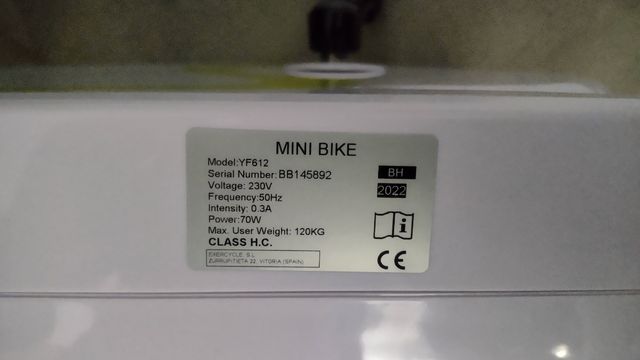 MINI BIKE
Model:YF612
Serial Number:BB145892
Voltage: 230V
Frequency:50Hz
Intensity: 0.3A
Power:70W
Max. User Weight: 120KG
CLASS H.C.
EXERCYCLE, S.L.
ZURRUPITIETA 22, VITORIA (SPAIN)
BH
2022
i
CE